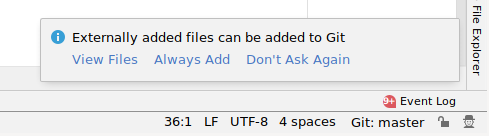 Externally added files can be added to Git
View Files Always Add Don't Ask Again
File Explorer
9+ Event Log
36:1 LF UTF-8 4 spaces Git: master